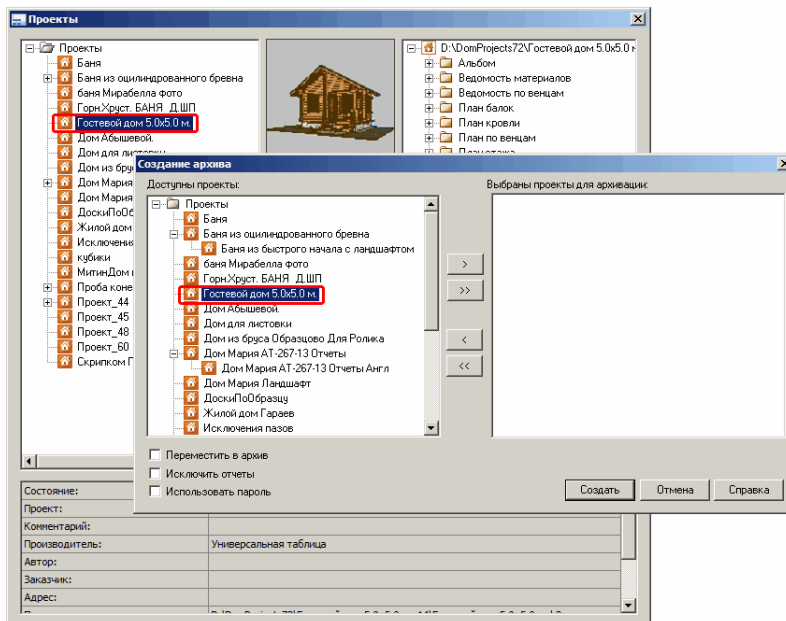 Проекты
Проекты
Баня
Баня из оцилиндрованного бревна
баня Мирабелла фото
Горн.Хруст. БАНЯ Д.ШП
Гостевой дом 5.0х5.0 м.
Дом Абышевой.
Дом для
Дом из
Дом Мария
Дом Мария
ДоскиПоОб
Жилой дом
Исключения
кубики
МитинДом
Проба
Проект_44
Проект_45
Проект_48
Проект_60
Скрипком
D:\DomProjects72\Гостевой дом 5.0х5.0
Альбом
Ведомость материалов
Ведомость по венцам
План балок
План кровли
План по венцам
Создание архива
Доступны проекты:
Проекты
Баня
Баня из оцилиндрованного бревна
Баня из быстрого начала с ландшафтом
баня Мирабелла фото
Горн.Хруст. БАНЯ Д.ШП
Гостевой дом 5.0х5.0 м.
Дом Абышевой.
Дом для листовки
Дом из бруса Образцово Для Ролика
Дом Мария АТ-267-13 Отчеты
Дом Мария АТ-267-13 Отчеты Англ
Дом Мария Ландшафт
ДоскиПоОбразцу
Жилой дом Гараев
Исключения пазов
>
>>
<
<<
Выбраны проекты для архивации:
Переместить в архив
Исключить отчеты
Использовать пароль
Создать Отмена Справка
Состояние:
Проект:
Комментарий:
Производитель: Универсальная таблица
Автор:
Заказчик:
Адрес: